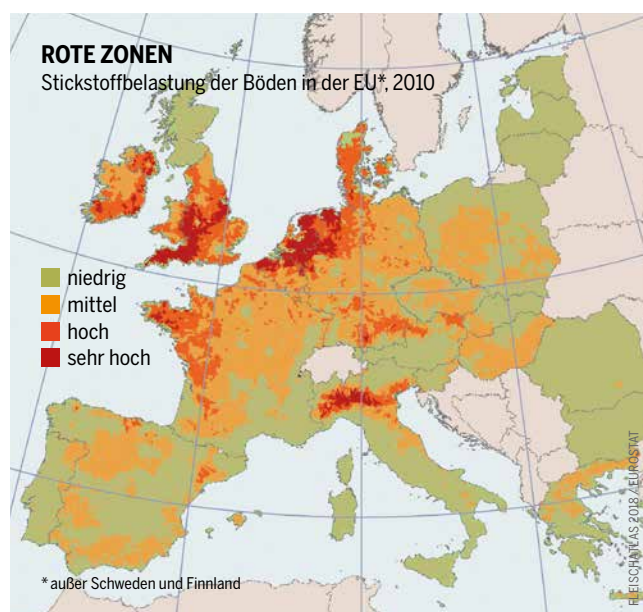 ROTE ZONEN
Stickstoffbelastung der Böden in der EU*, 2010
niedrig
mittel
hoch
sehr hoch
* außer Schweden und Finnland
FLEISCHATLAS 2018 / EUROSTAT